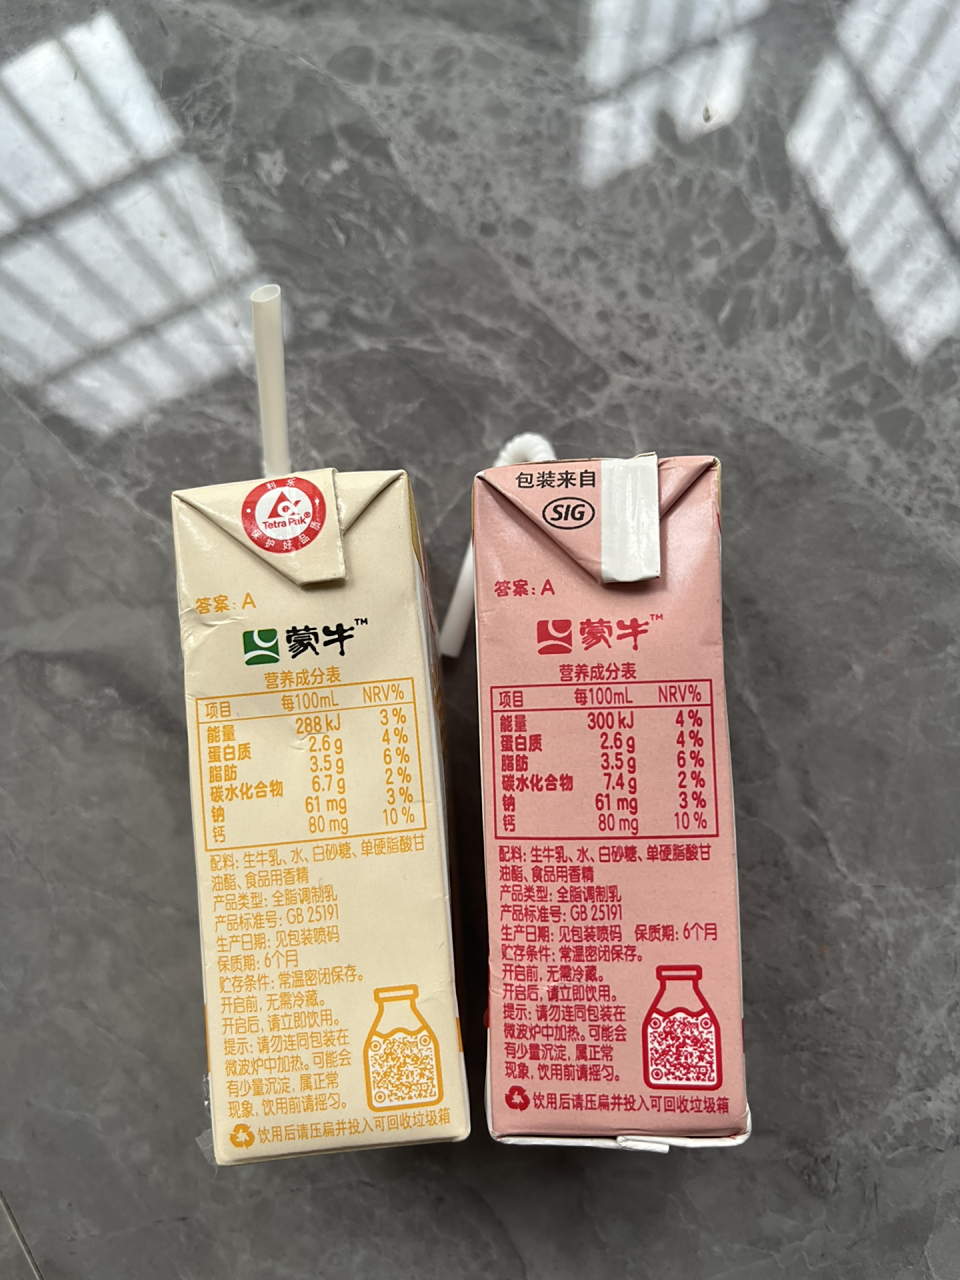 利乐
Tetra Pak
保护好品质
答案: A
蒙牛™
营养成分表
项目 每100mL NRV%
能量 288 kJ 3%
蛋白质 2.6 g 4%
脂肪 3.5 g 6%
碳水化合物 6.7 g 2%
钠 61 mg 3%
钙 80 mg 10%
配料: 生牛乳、水、白砂糖、单硬脂酸甘
油酯、食品用香精
产品类型: 全脂调制乳
产品标准号: GB 25191
生产日期: 见包装喷码
保质期: 6个月
贮存条件: 常温密闭保存。
开启前, 无需冷藏。
开启后, 请立即饮用。
提示: 请勿连同包装在
微波炉中加热。可能会
有少量沉淀, 属正常
现象, 饮用前请摇匀。
饮用后请压扁并投入可回收垃圾箱
包装来自
SIG
答案: A
蒙牛™
营养成分表
项目 每100mL NRV%
能量 300 kJ 4%
蛋白质 2.6 g 4%
脂肪 3.5 g 6%
碳水化合物 7.4 g 2%
钠 61 mg 3%
钙 80 mg 10%
配料: 生牛乳、水、白砂糖、单硬脂酸甘
油酯、食品用香精
产品类型: 全脂调制乳
产品标准号: GB 25191
生产日期: 见包装喷码 保质期: 6个月
贮存条件: 常温密闭保存。
开启前, 无需冷藏。
开启后, 请立即饮用。
提示: 请勿连同包装在
微波炉中加热。可能会
有少量沉淀, 属正常
现象, 饮用前请摇匀。
饮用后请压扁并投入可回收垃圾箱